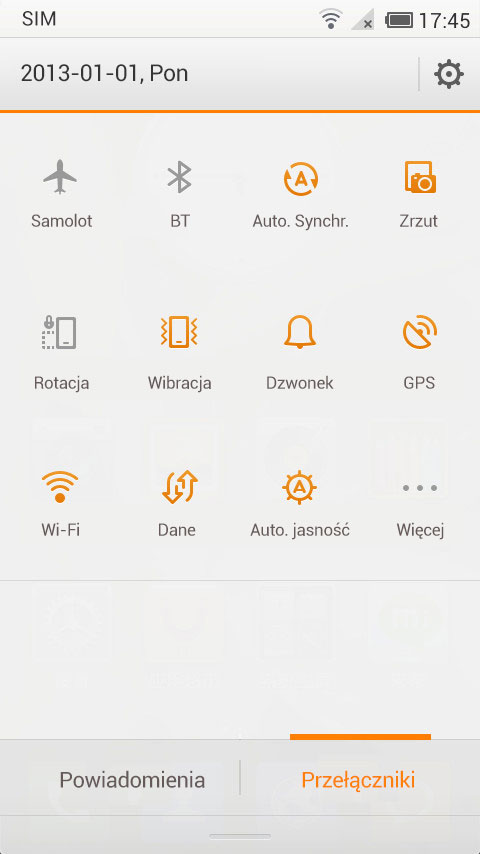 SIM 17:45
2013-01-01, Pon
Samolot BT Auto. Synchr. Zrzut
Rotacja Wibracja Dzwonek GPS
Wi-Fi Dane Auto. jasność Więcej
Powiadomienia Przełączniki